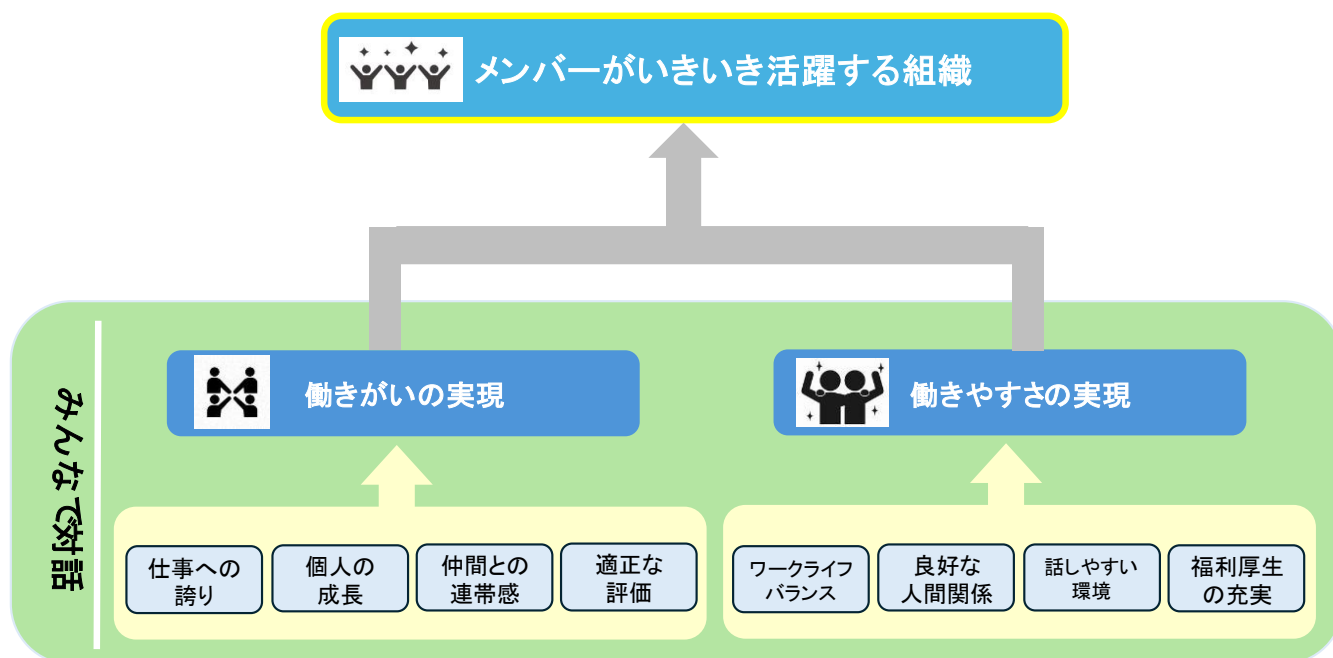 メンバーがいきいき活躍する組織
みんなで対話
働きがいの実現
働きやすさの実現
仕事への
誇り
個人の
成長
仲間との
連帯感
適正な
評価
ワークライフ
バランス
良好な
人間関係
話しやすい
環境
福利厚生
の充実